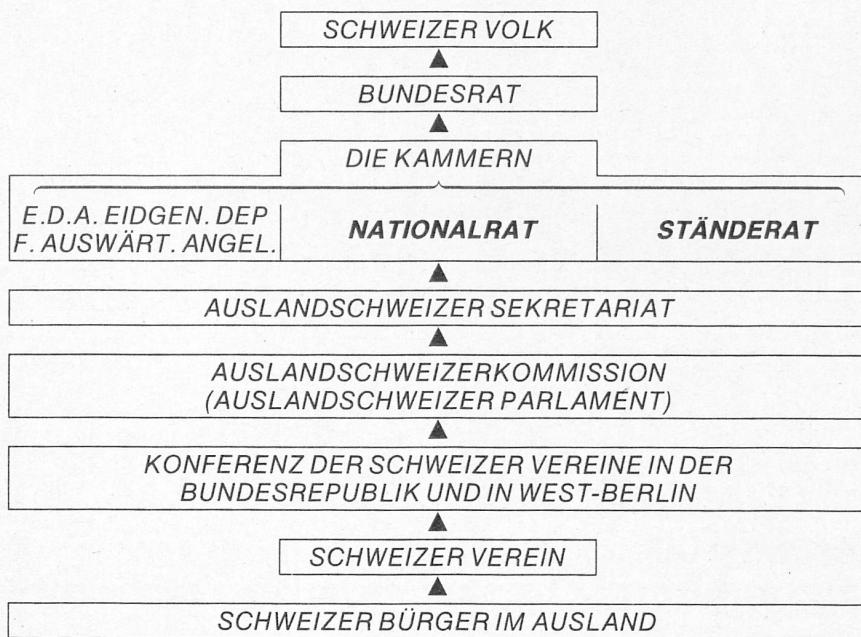 SCHWEIZER VOLK
BUNDESRAT
DIE KAMMERN
E.D.A. EIDGEN. DEP
F. AUSWÄRT. ANGEL.
NATIONALRAT
STÄNDERAT
AUSLANDSCHWEIZER SEKRETARIAT
AUSLANDSCHWEIZERKOMMISSION
(AUSLANDSCHWEIZER PARLAMENT)
KONFERENZ DER SCHWEIZER VEREINE IN DER
BUNDESREPUBLIK UND IN WEST-BERLIN
SCHWEIZER VEREIN
SCHWEIZER BÜRGER IM AUSLAND